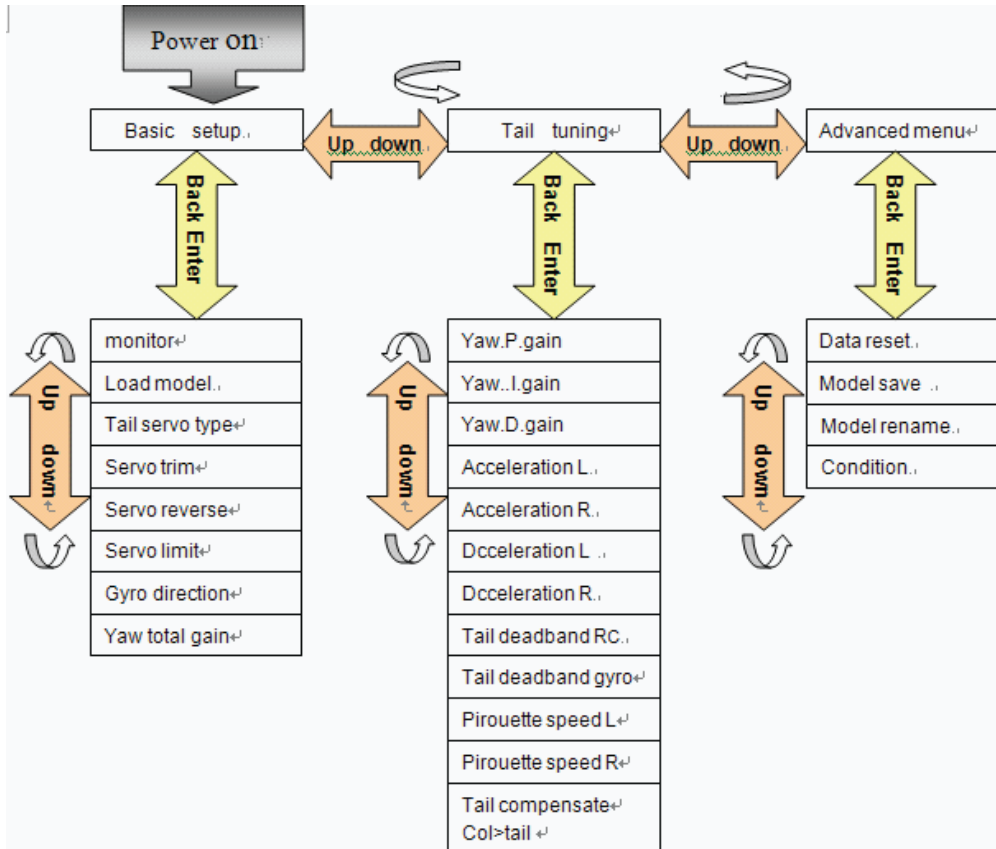 Power on
Basic setup
Up down
Tail tuning
Up down
Advanced menu
Back Enter
Back Enter
Back Enter
Up down
monitor
Load model
Tail servo type
Servo trim
Servo reverse
Servo limit
Gyro direction
Yaw total gain
Up down
Yaw.P.gain
Yaw..I.gain
Yaw.D.gain
Acceleration L
Acceleration R
Dcceleration L
Dcceleration R
Tail deadband RC
Tail deadband gyro
Pirouette speed L
Pirouette speed R
Tail compensate
Col>tail
Up down
Data reset
Model save
Model rename
Condition